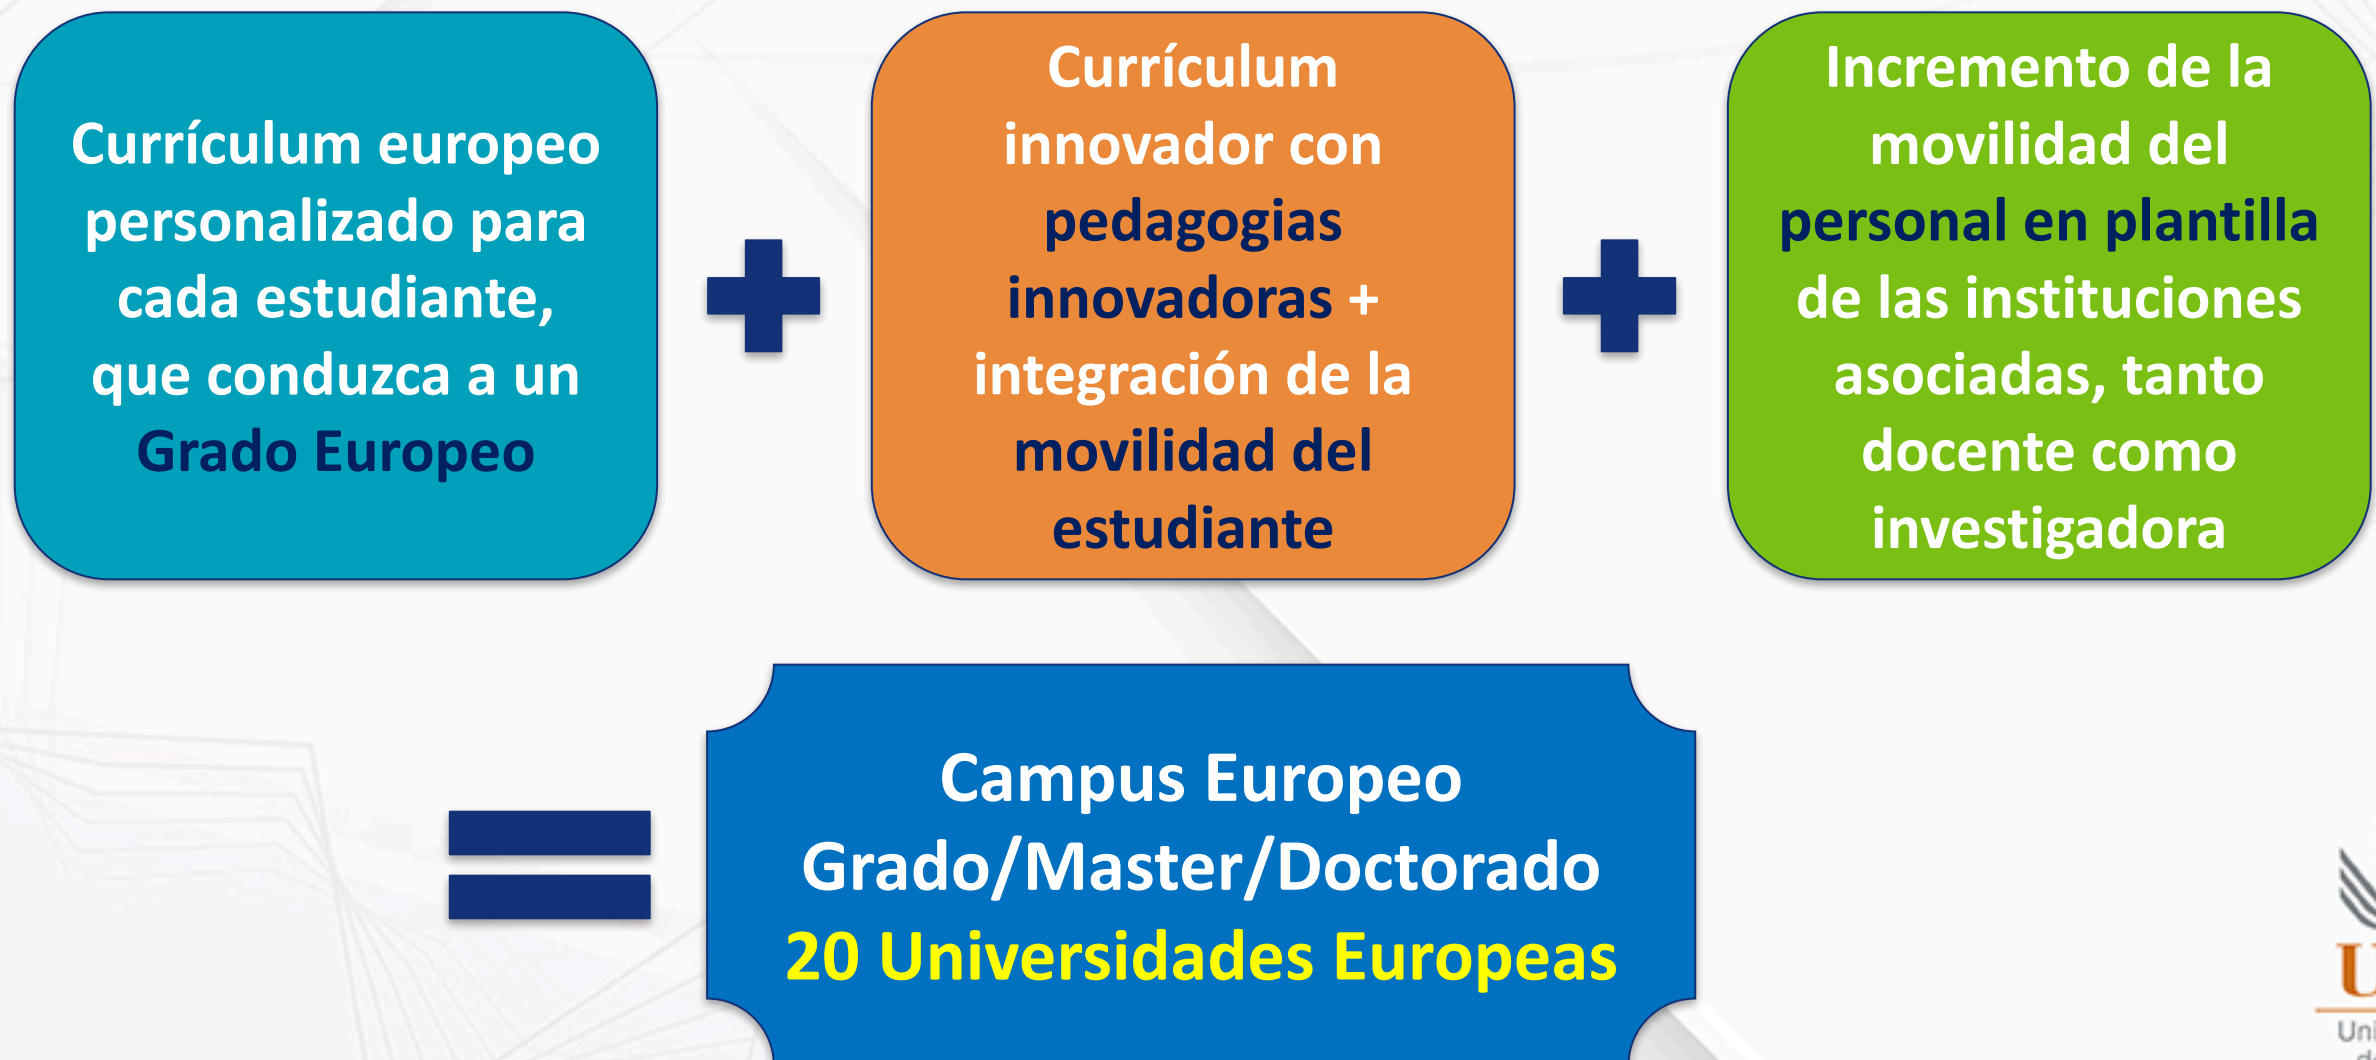 Currículum europeo
personalizado para
cada estudiante,
que conduzca a un
Grado Europeo
Currículum
innovador con
pedagogias
innovadoras +
integración de la
movilidad del
estudiante
Incremento de la
movilidad del
personal en plantilla
de las instituciones
asociadas, tanto
docente como
investigadora
Campus Europeo
Grado/Master/Doctorado
20 Universidades Europeas